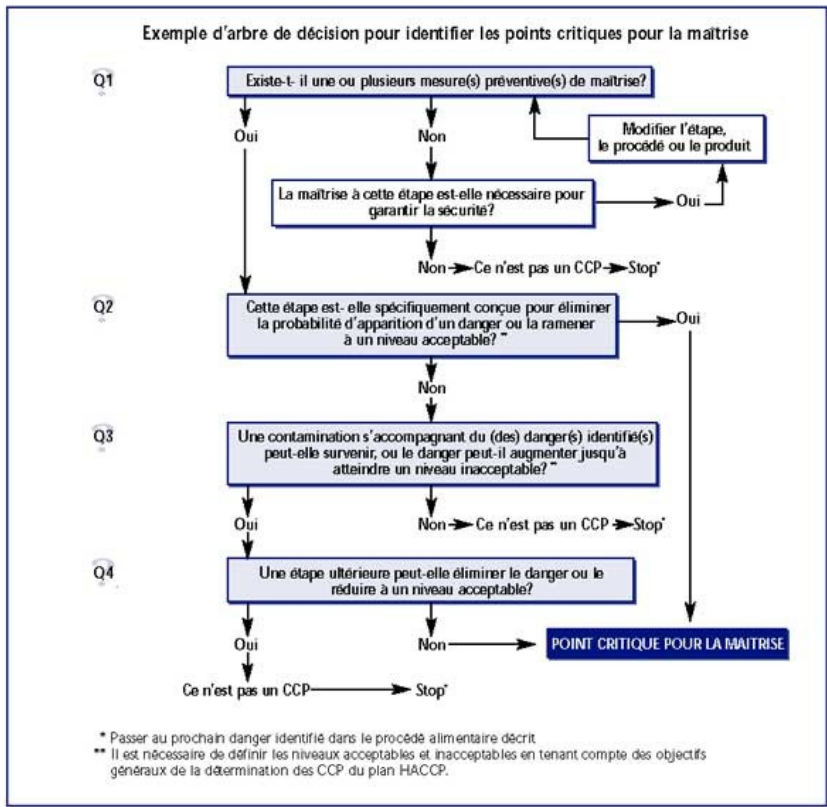 Exemple d'arbre de décision pour identifier les points critiques pour la maîtrise
Q1
Existe-t- il une ou plusieurs mesure(s) préventive(s) de maîtrise?
Oui
Non
Modifier l'étape,
le procédé ou le produit
La maîtrise à cette étape est-elle nécessaire pour
garantir la sécurité?
Oui
Non
Ce n'est pas un CCP
Stop*
Q2
Cette étape est- elle spécifiquement conçue pour éliminer
la probabilité d'apparition d'un danger ou la ramener
à un niveau acceptable? **
Oui
Non
Q3
Une contamination s'accompagnant du (des) danger(s) identifié(s)
peut-elle survenir, ou le danger peut-il augmenter jusqu'à
atteindre un niveau inacceptable? **
Oui
Non
Ce n'est pas un CCP
Stop*
Q4
Une étape ultérieure peut-elle éliminer le danger ou le
réduire à un niveau acceptable?
Oui
Non
POINT CRITIQUE POUR LA MAITRISE
Ce n'est pas un CCP
Stop*
* Passer au prochain danger identifié dans le procédé alimentaire décrit
** Il est nécessaire de définir les niveaux acceptables et inacceptables en tenant compte des objectifs
généraux de la détermination des CCP du plan HACCP.